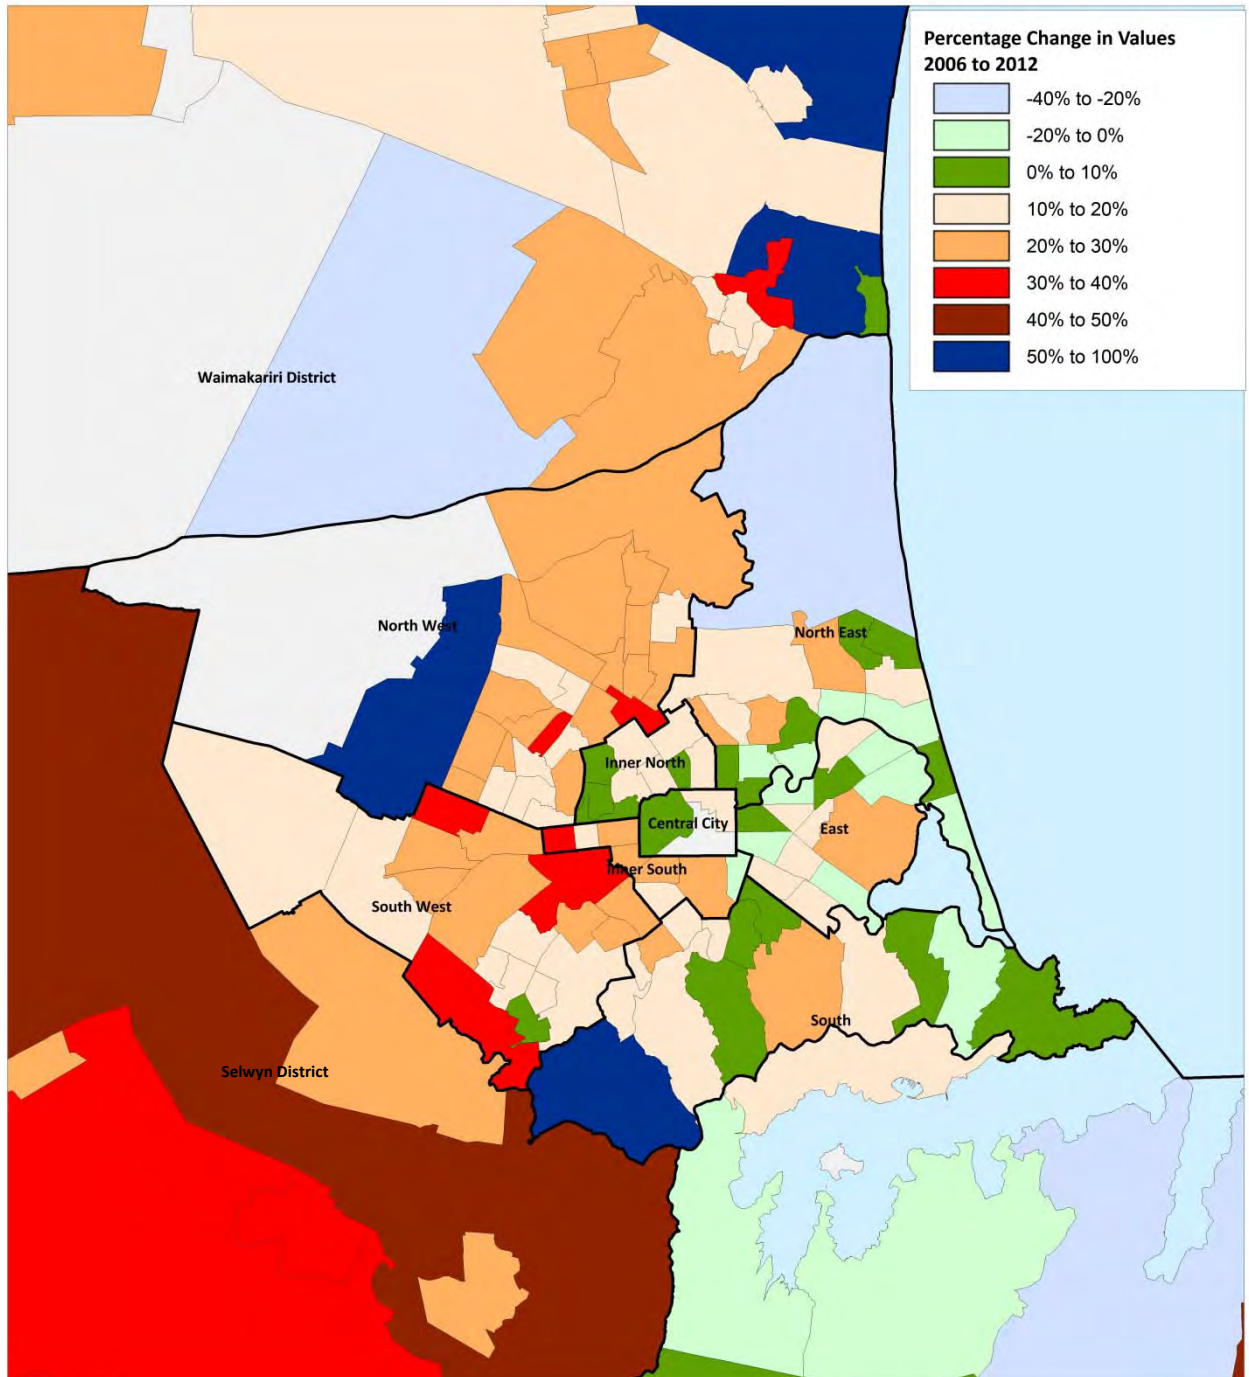 Percentage Change in Values
2006 to 2012
-40% to -20%
-20% to 0%
0% to 10%
10% to 20%
20% to 30%
30% to 40%
40% to 50%
50% to 100%
Waimakariri District
North West
North East
Inner North
Central City
East
Inner South
South West
South
Selwyn District